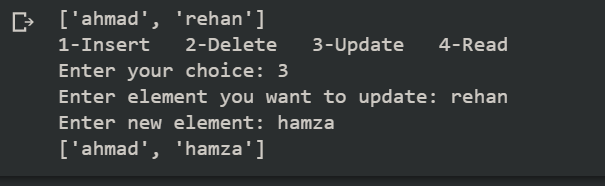 ['ahmad', 'rehan']
1-Insert   2-Delete   3-Update   4-Read
Enter your choice: 3
Enter element you want to update: rehan
Enter new element: hamza
['ahmad', 'hamza']